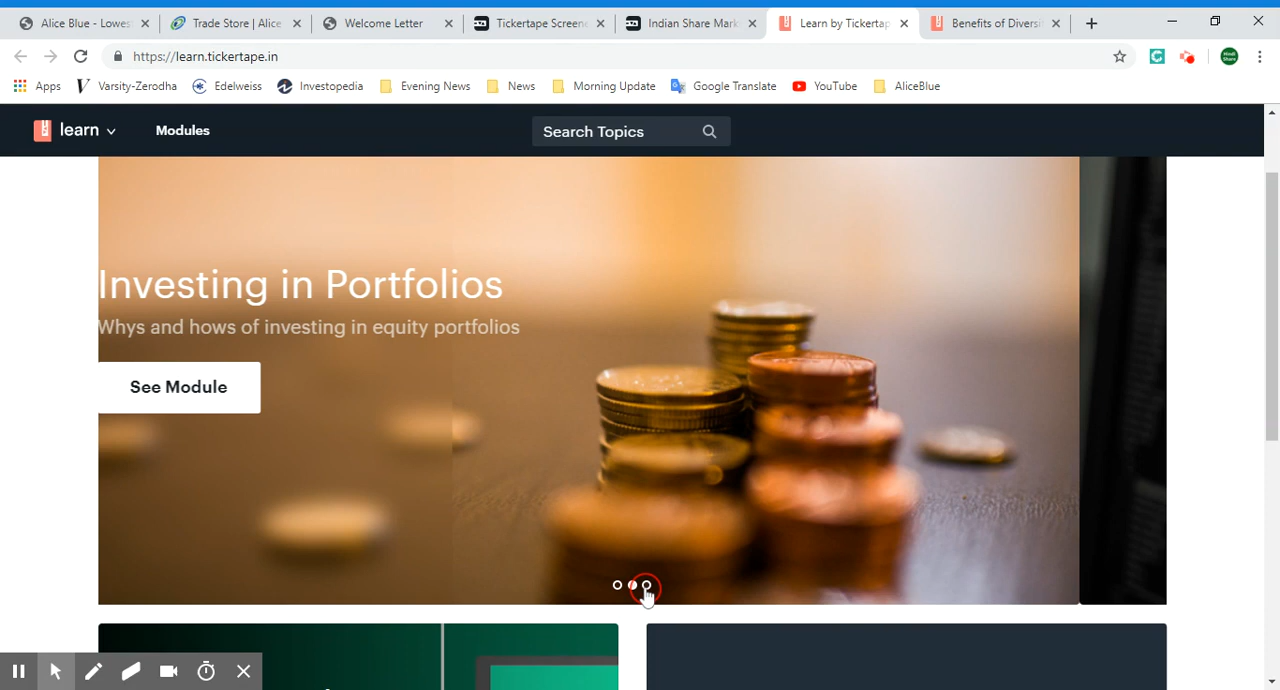 Alice Blue - Lowes
Trade Store | Alice
Welcome Letter
Tickertape Screene
Indian Share Mark
Learn by Tickertap
Benefits of Diversi
https://learn.tickertape.in
Apps
Varsity-Zerodha
Edelweiss
Investopedia
Evening News
News
Morning Update
Google Translate
YouTube
AliceBlue
learn
Modules
Search Topics
Investing in Portfolios
Whys and hows of investing in equity portfolios
See Module